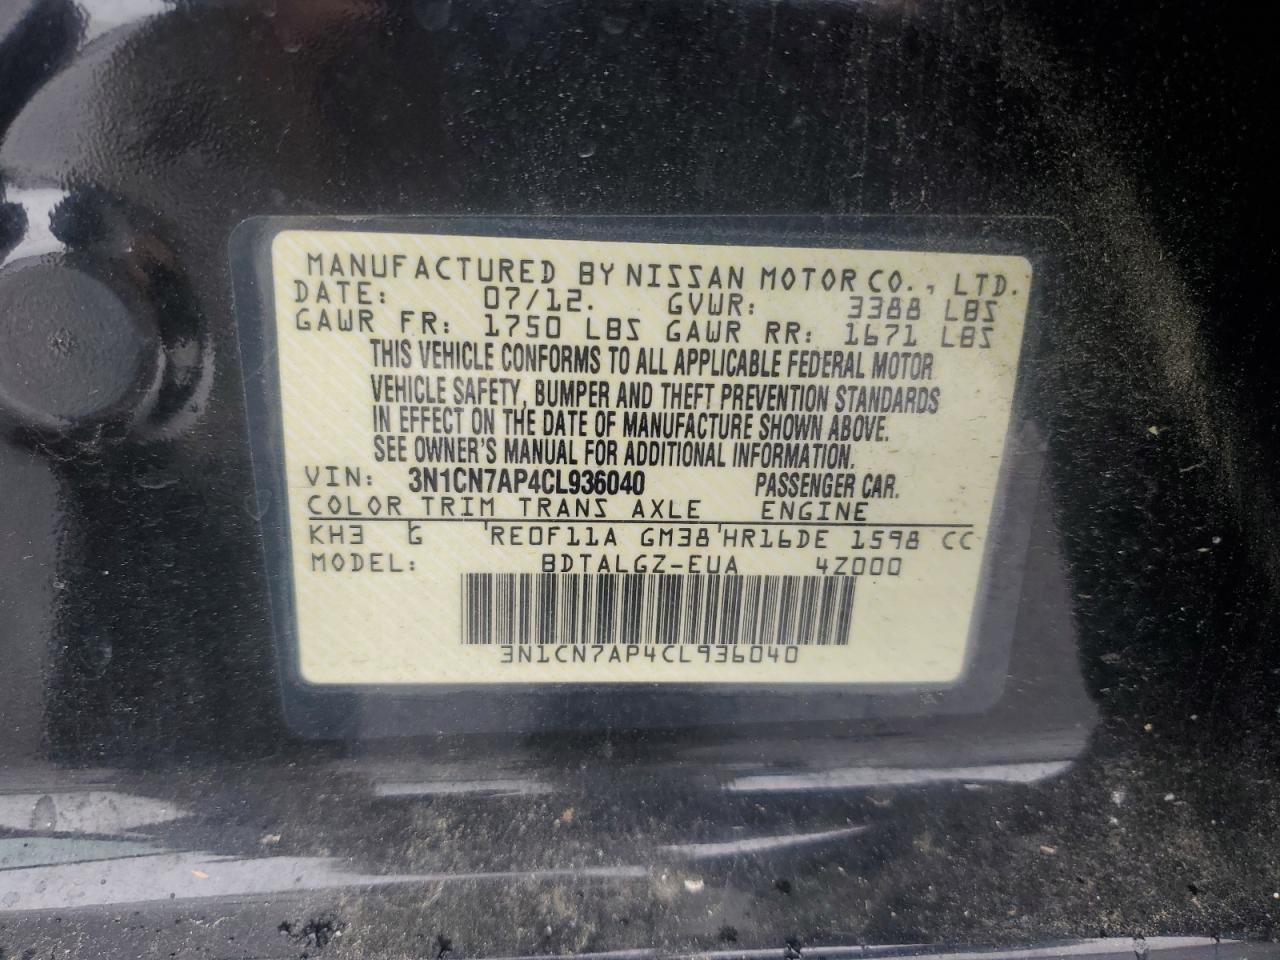 MANUFACTURED BY NISSAN MOTOR CO., LTD.
DATE: 07/12. GVWR: 3388 LBS
GAWR FR: 1750 LBS GAWR RR: 1671 LBS
THIS VEHICLE CONFORMS TO ALL APPLICABLE FEDERAL MOTOR
VEHICLE SAFETY, BUMPER AND THEFT PREVENTION STANDARDS
IN EFFECT ON THE DATE OF MANUFACTURE SHOWN ABOVE.
SEE OWNER'S MANUAL FOR ADDITIONAL INFORMATION.
VIN: 3N1CN7AP4CL936040 PASSENGER CAR.
COLOR TRIM TRANS AXLE ENGINE
KH3 G 'RE0F11A GM38'HR16DE 1598 CC
MODEL: BDTALGZ-EUA 4Z000
3N1CN7AP4CL936040